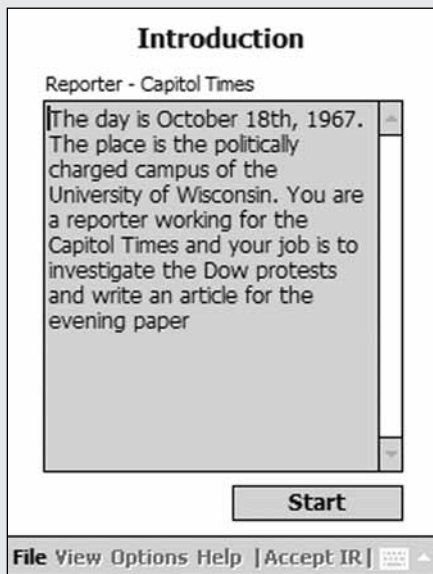 Introduction
Reporter - Capitol Times
The day is October 18th, 1967.
The place is the politically
charged campus of the
University of Wisconsin. You are
a reporter working for the
Capitol Times and your job is to
investigate the Dow protests
and write an article for the
evening paper
Start
File View Options Help |Accept IR|